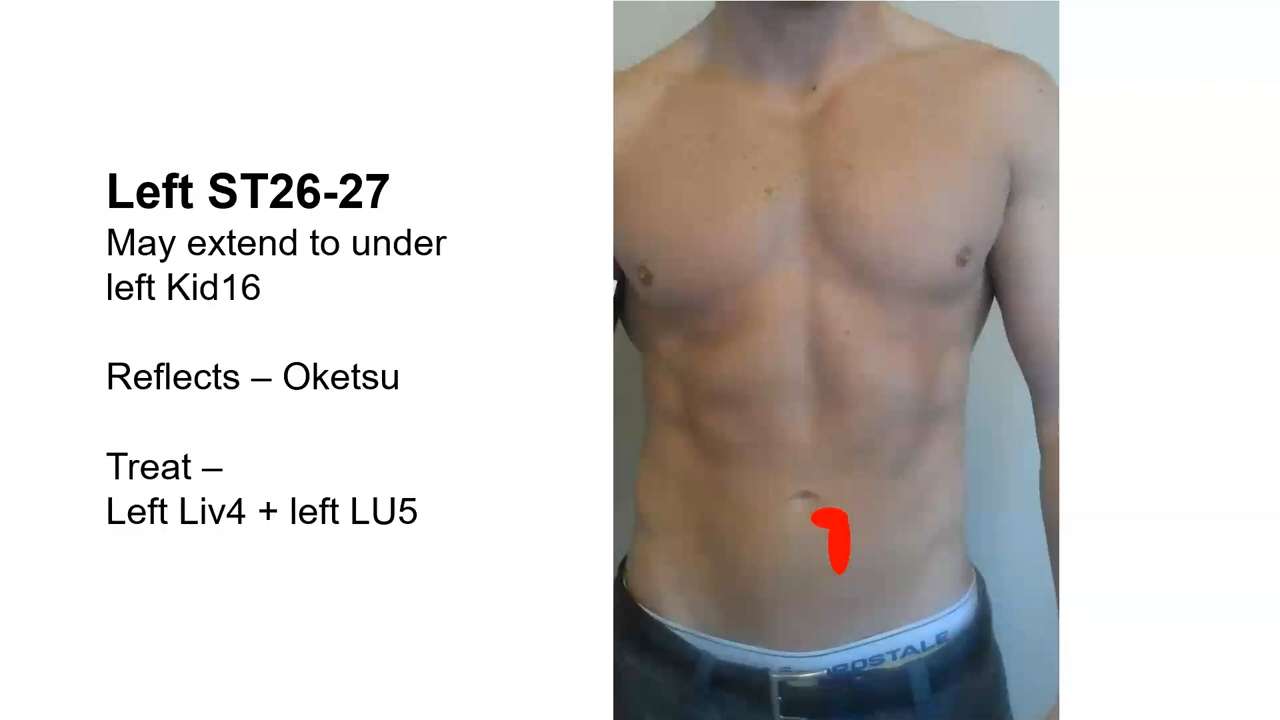 Left ST26-27
May extend to under
left Kid16
Reflects – Oketsu
Treat –
Left Liv4 + left LU5